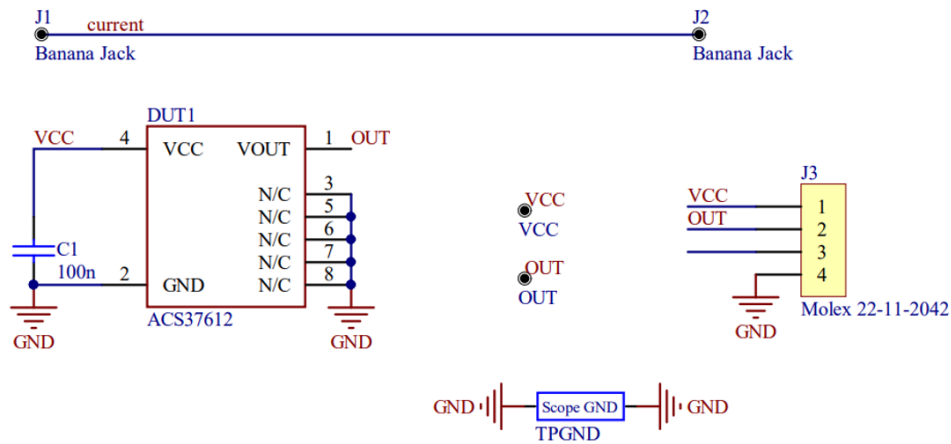 J1
current
J2
Banana Jack
Banana Jack
DUT1
VCC 4 VCC VOUT 1 OUT
N/C 3
N/C 5
N/C 6
N/C 7
N/C 8
C1
100n
2 GND
GND
ACS37612
GND
VCC
VCC
OUT
OUT
J3
VCC 1
OUT 2
3
4
GND
Molex 22-11-2042
GND Scope GND GND
TPGND